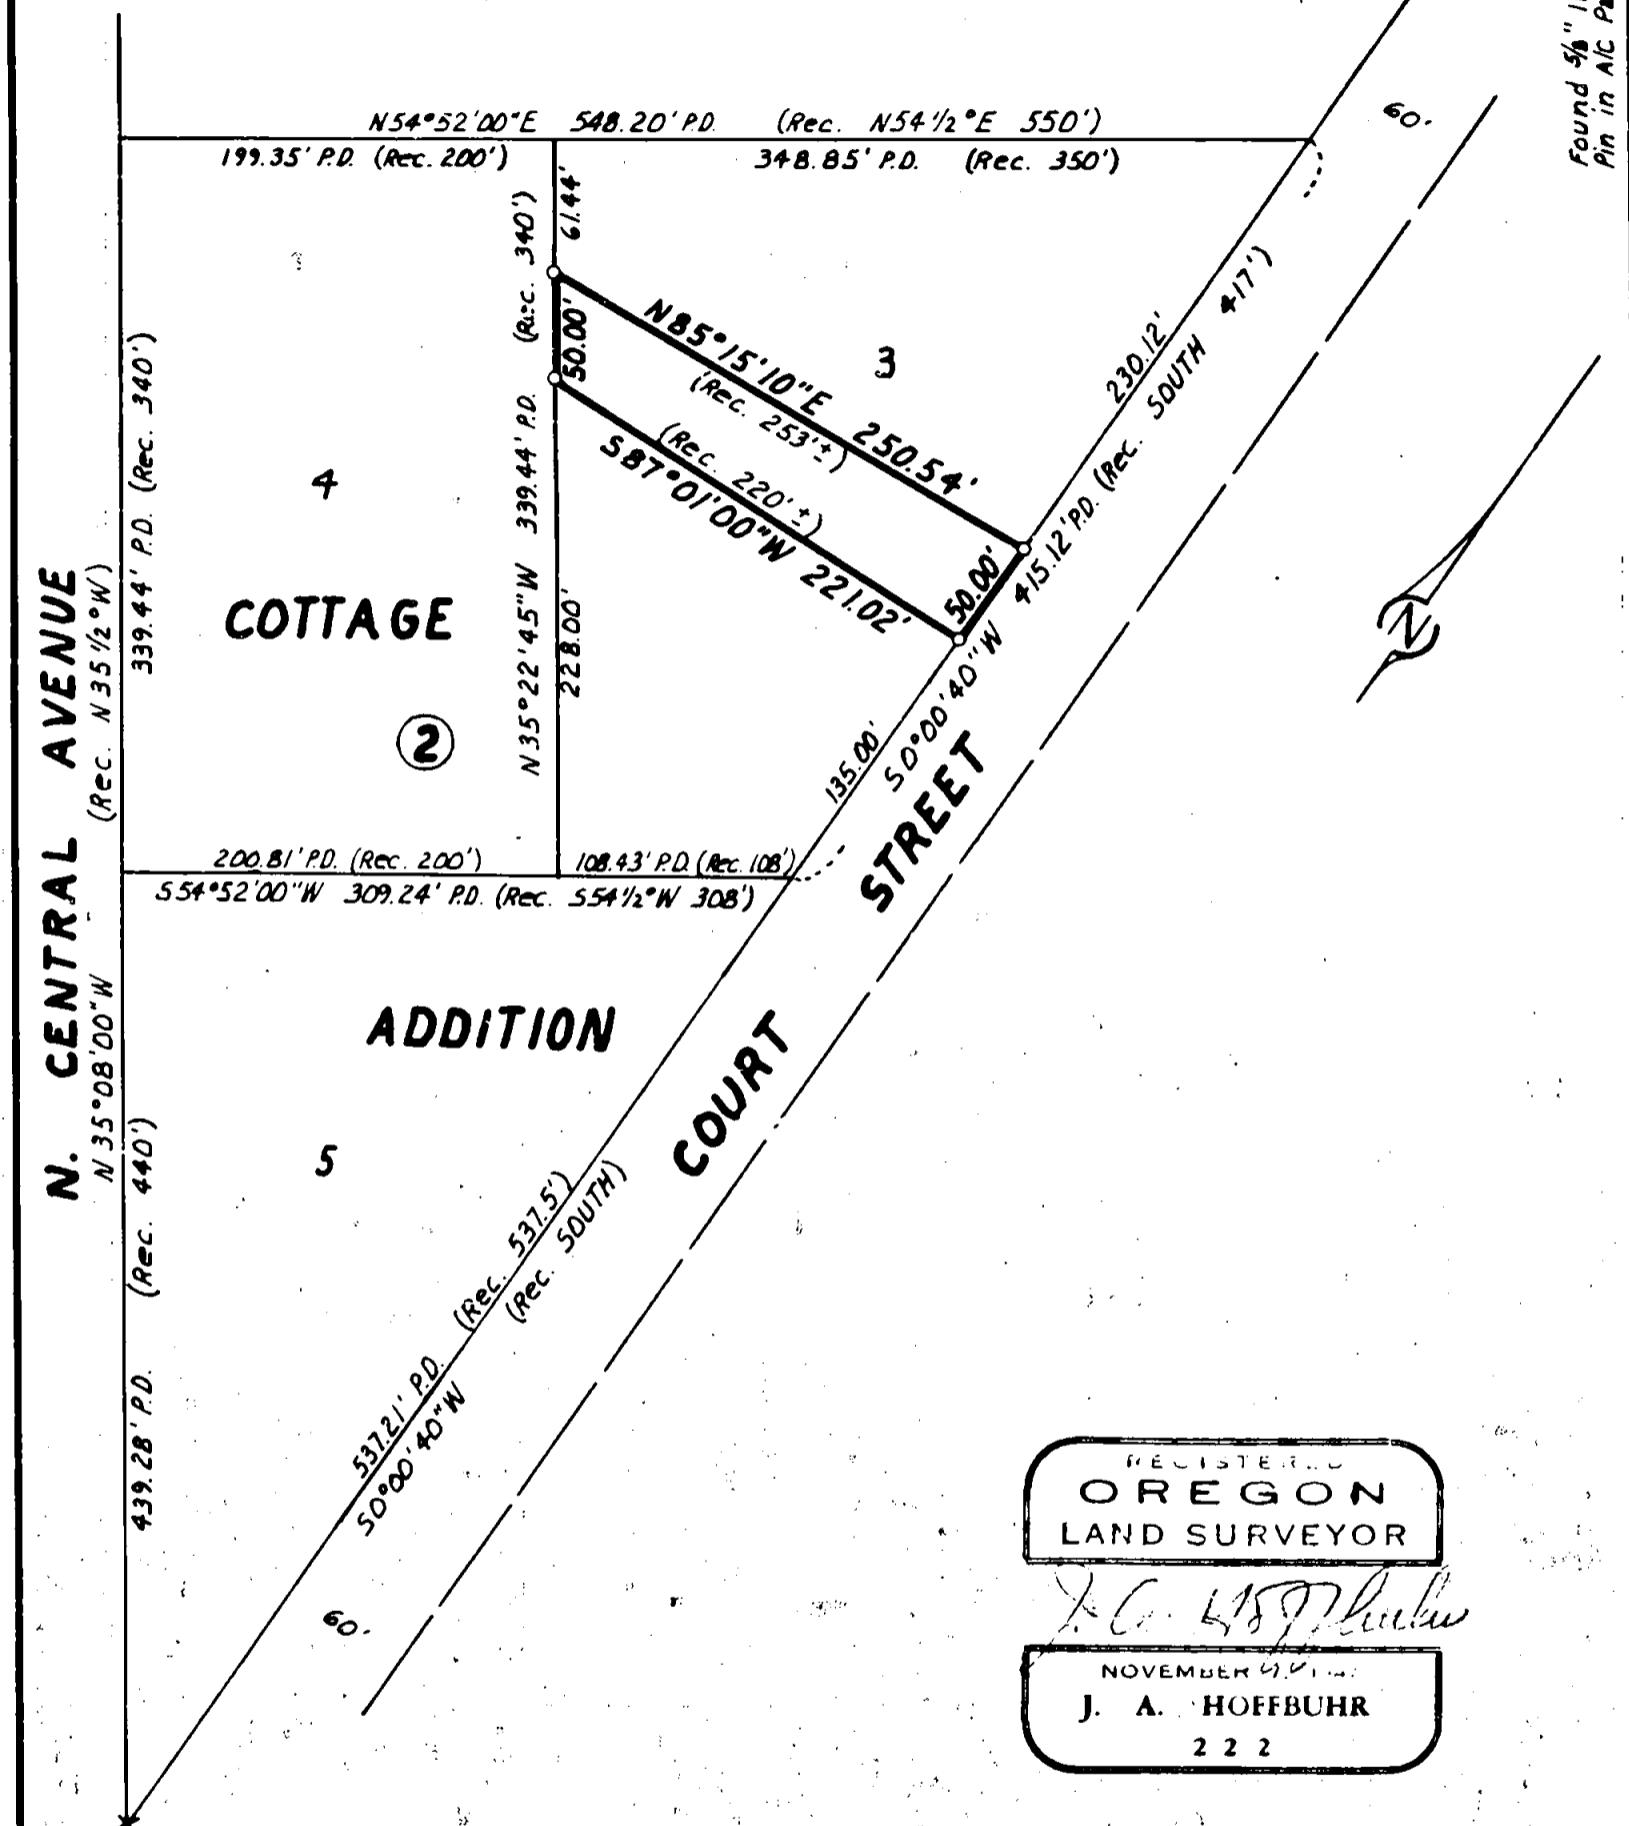 Found 5/8"
Pin in A/C
60.
N54°52'00"E 548.20' P.D. (Rec. N54½°E 550')
199.35' P.D. (Rec. 200')
348.85' P.D. (Rec. 350')
61.44'
(Rec. 340')
50.00'
N85°15'10"E 250.54'
(Rec. 253'±)
3
230.12'
415.12' P.D. (Rec. SOUTH 417')
(Rec. 220'±)
S87°01'00"W 221.02'
50.00'
339.44' P.D. (Rec. 340')
4
N35°22'45"W 339.44' P.D.
228.00'
COTTAGE
2
N. CENTRAL AVENUE
(Rec. N35½°W)
N35°08'00"W
135.00'
S0°00'40"W
COURT STREET
N
200.81' P.D. (Rec. 200')
108.43' P.D. (Rec. 108')
S54°52'00"W 309.24' P.D. (Rec. S54½°W 308')
ADDITION
5
439.28' P.D. (Rec. 440')
537.21' P.D. (Rec. 537.5')
S0°00'40"W (Rec. SOUTH)
60.
REGISTERED
OREGON
LAND SURVEYOR
NOVEMBER
J. A. HOFFBUHR
222